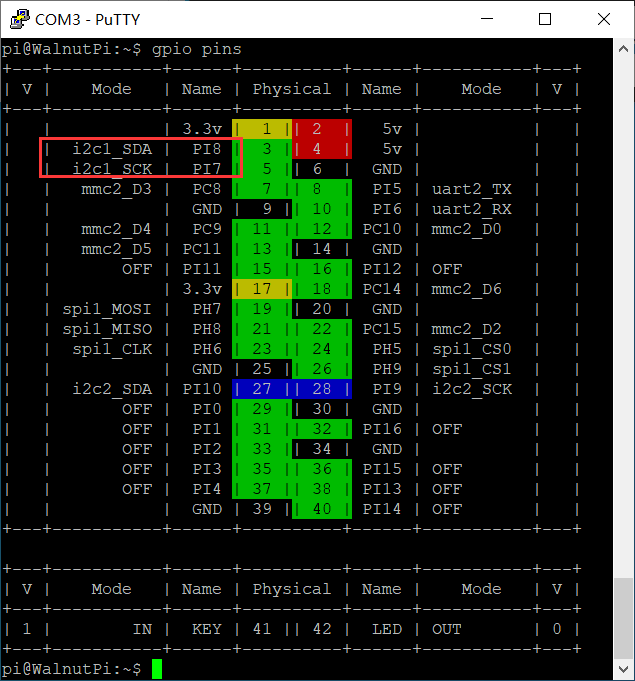 COM3 - PuTTY
pi@WalnutPi:~$ gpio pins
+---+-----------+------+----------+------+-----------+---+
| V |    Mode   | Name | Physical | Name |    Mode   | V |
+---+-----------+------+----------+------+-----------+---+
|   |           | 3.3v |  1 || 2  |   5v |           |   |
|   |  i2c1_SDA |  PI8 |  3 || 4  |   5v |           |   |
|   |  i2c1_SCK |  PI7 |  5 || 6  |  GND |           |   |
|   |   mmc2_D3 |  PC8 |  7 || 8  |  PI5 | uart2_TX  |   |
|   |           |  GND |  9 || 10 |  PI6 | uart2_RX  |   |
|   |   mmc2_D4 |  PC9 | 11 || 12 | PC10 | mmc2_D0   |   |
|   |   mmc2_D5 | PC11 | 13 || 14 |  GND |           |   |
|   |       OFF | PI11 | 15 || 16 | PI12 | OFF       |   |
|   |           | 3.3v | 17 || 18 | PC14 | mmc2_D6   |   |
|   | spi1_MOSI |  PH7 | 19 || 20 |  GND |           |   |
|   | spi1_MISO |  PH8 | 21 || 22 | PC15 | mmc2_D2   |   |
|   |  spi1_CLK |  PH6 | 23 || 24 |  PH5 | spi1_CS0  |   |
|   |           |  GND | 25 || 26 |  PH9 | spi1_CS1  |   |
|   |  i2c2_SDA | PI10 | 27 || 28 |  PI9 | i2c2_SCK  |   |
|   |       OFF |  PI0 | 29 || 30 |  GND |           |   |
|   |       OFF |  PI1 | 31 || 32 | PI16 | OFF       |   |
|   |       OFF |  PI2 | 33 || 34 |  GND |           |   |
|   |       OFF |  PI3 | 35 || 36 | PI15 | OFF       |   |
|   |       OFF |  PI4 | 37 || 38 | PI13 | OFF       |   |
|   |           |  GND | 39 || 40 | PI14 | OFF       |   |
+---+-----------+------+----------+------+-----------+---+
+---+-----------+------+----------+------+-----------+---+
| V |    Mode   | Name | Physical | Name |    Mode   | V |
+---+-----------+------+----------+------+-----------+---+
| 1 |        IN |  KEY | 41 || 42 |  LED | OUT       | 0 |
+---+-----------+------+----------+------+-----------+---+
pi@WalnutPi:~$